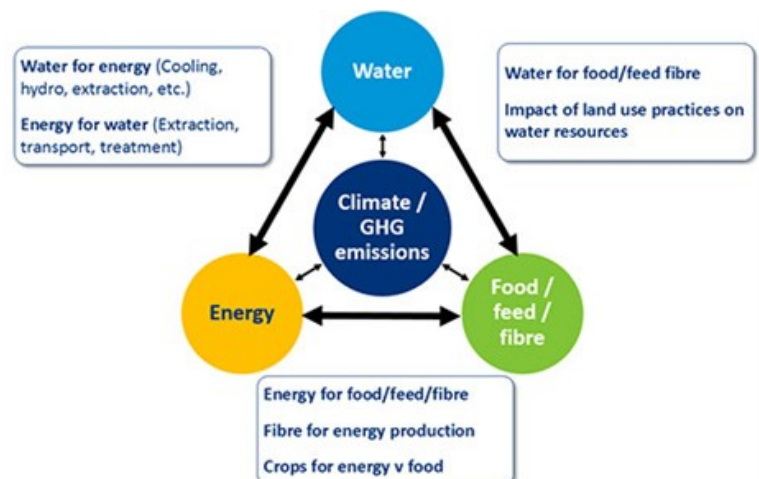 Water for energy (Cooling,
hydro, extraction, etc.)
Energy for water (Extraction,
transport, treatment)
Water
Water for food/feed fibre
Impact of land use practices on
water resources
Climate /
GHG
emissions
Energy
Food /
feed /
fibre
Energy for food/feed/fibre
Fibre for energy production
Crops for energy v food